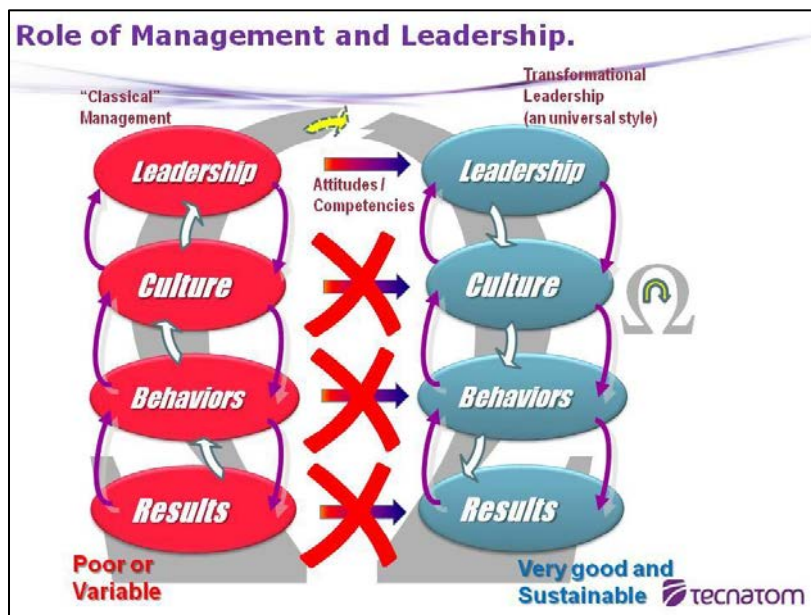 Role of Management and Leadership.
“Classical”
Management
Transformational
Leadership
(an universal style)
Leadership
Attitudes /
Competencies
Leadership
Culture
Culture
Ω
Behaviors
Behaviors
Results
Results
Poor or
Variable
Very good and
Sustainable
tecnatom